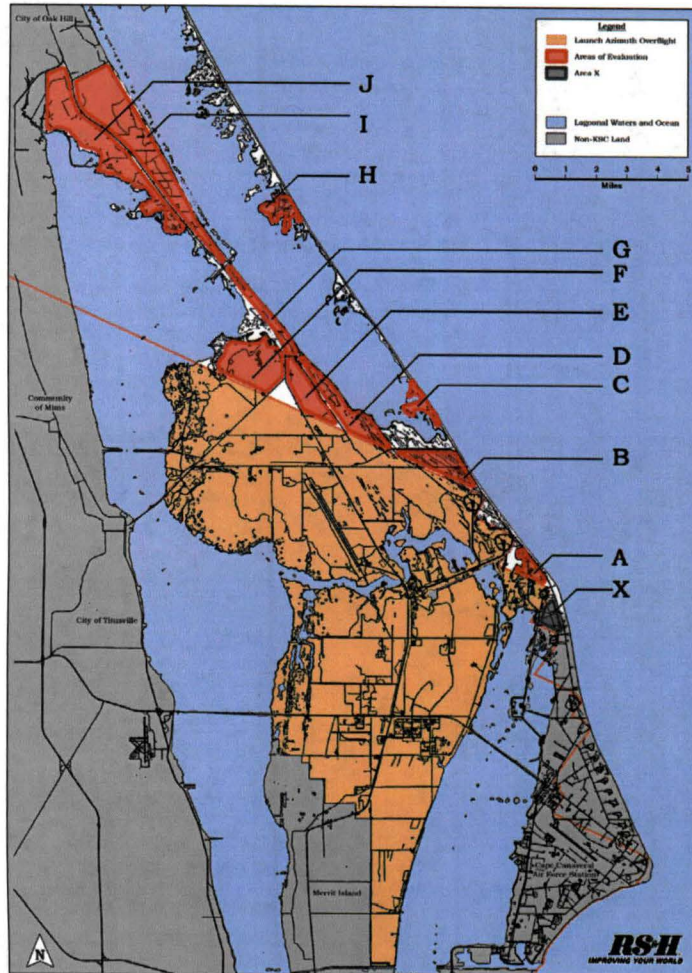 City of Oak Hill
Legend
Launch Azimuth Overflight
Areas of Evaluation
Area X
Lagoonal Waters and Ocean
Non-KSC Land
0 1 2 3 4 5
Miles
J
I
H
G
F
E
D
C
Community
of Mims
B
A
X
City of Titusville
Cape Canaveral
Air Force Station
Merrit Island
N
RS&H
IMPROVING YOUR WORLD